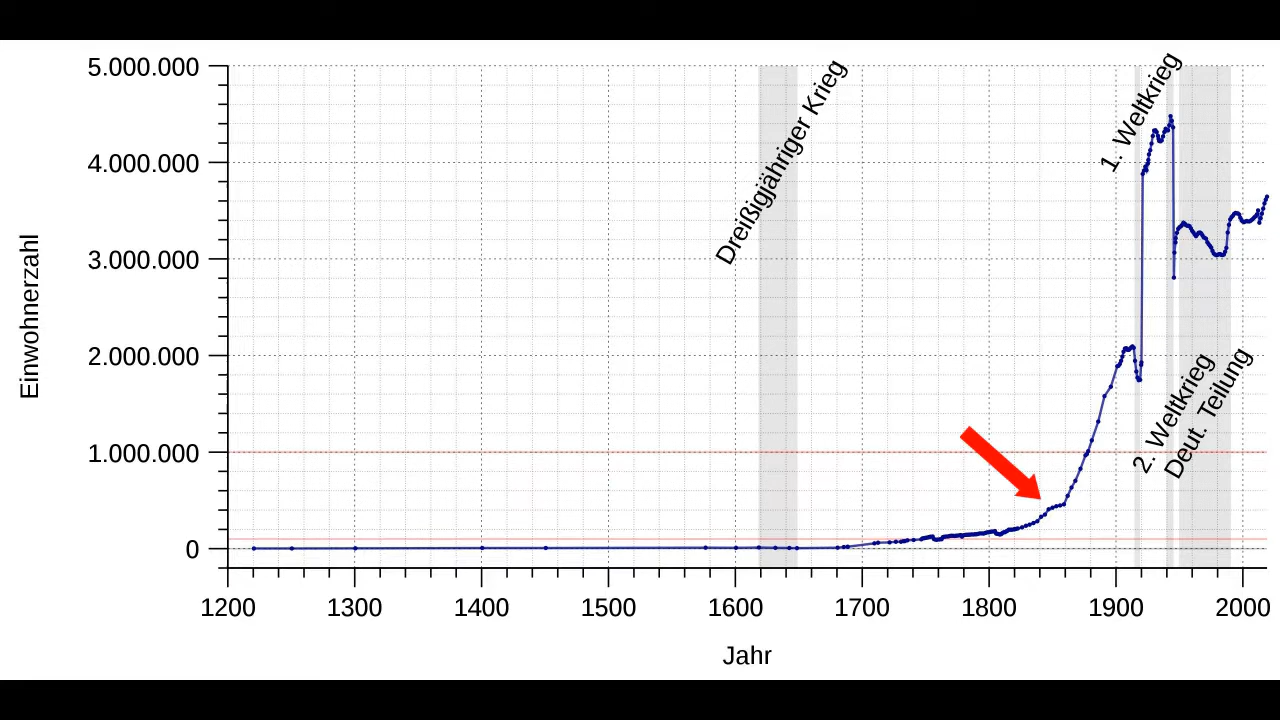 5.000.000
4.000.000
3.000.000
2.000.000
1.000.000
0
Einwohnerzahl
Dreißigjähriger Krieg
1. Weltkrieg
2. Weltkrieg
Deut. Teilung
1200 1300 1400 1500 1600 1700 1800 1900 2000
Jahr